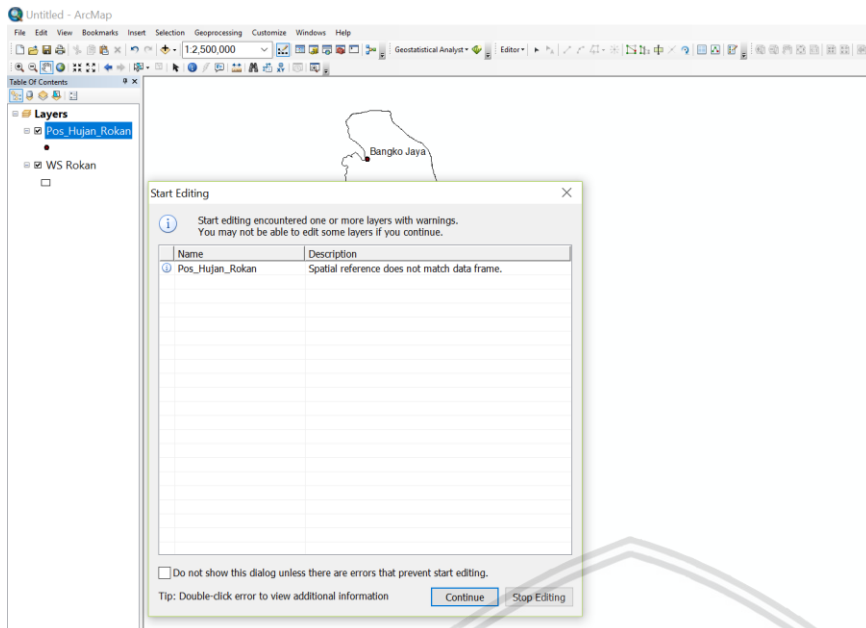 Untitled - ArcMap
File Edit View Bookmarks Insert Selection Geoprocessing Customize Windows Help
1:2,500,000 Geostatistical Analyst Editor
Table Of Contents
Layers
Pos_Hujan_Rokan
WS Rokan
Bangko Jaya
Start Editing
Start editing encountered one or more layers with warnings.
You may not be able to edit some layers if you continue.
Name Description
Pos_Hujan_Rokan Spatial reference does not match data frame.
Do not show this dialog unless there are errors that prevent start editing.
Tip: Double-click error to view additional information Continue Stop Editing